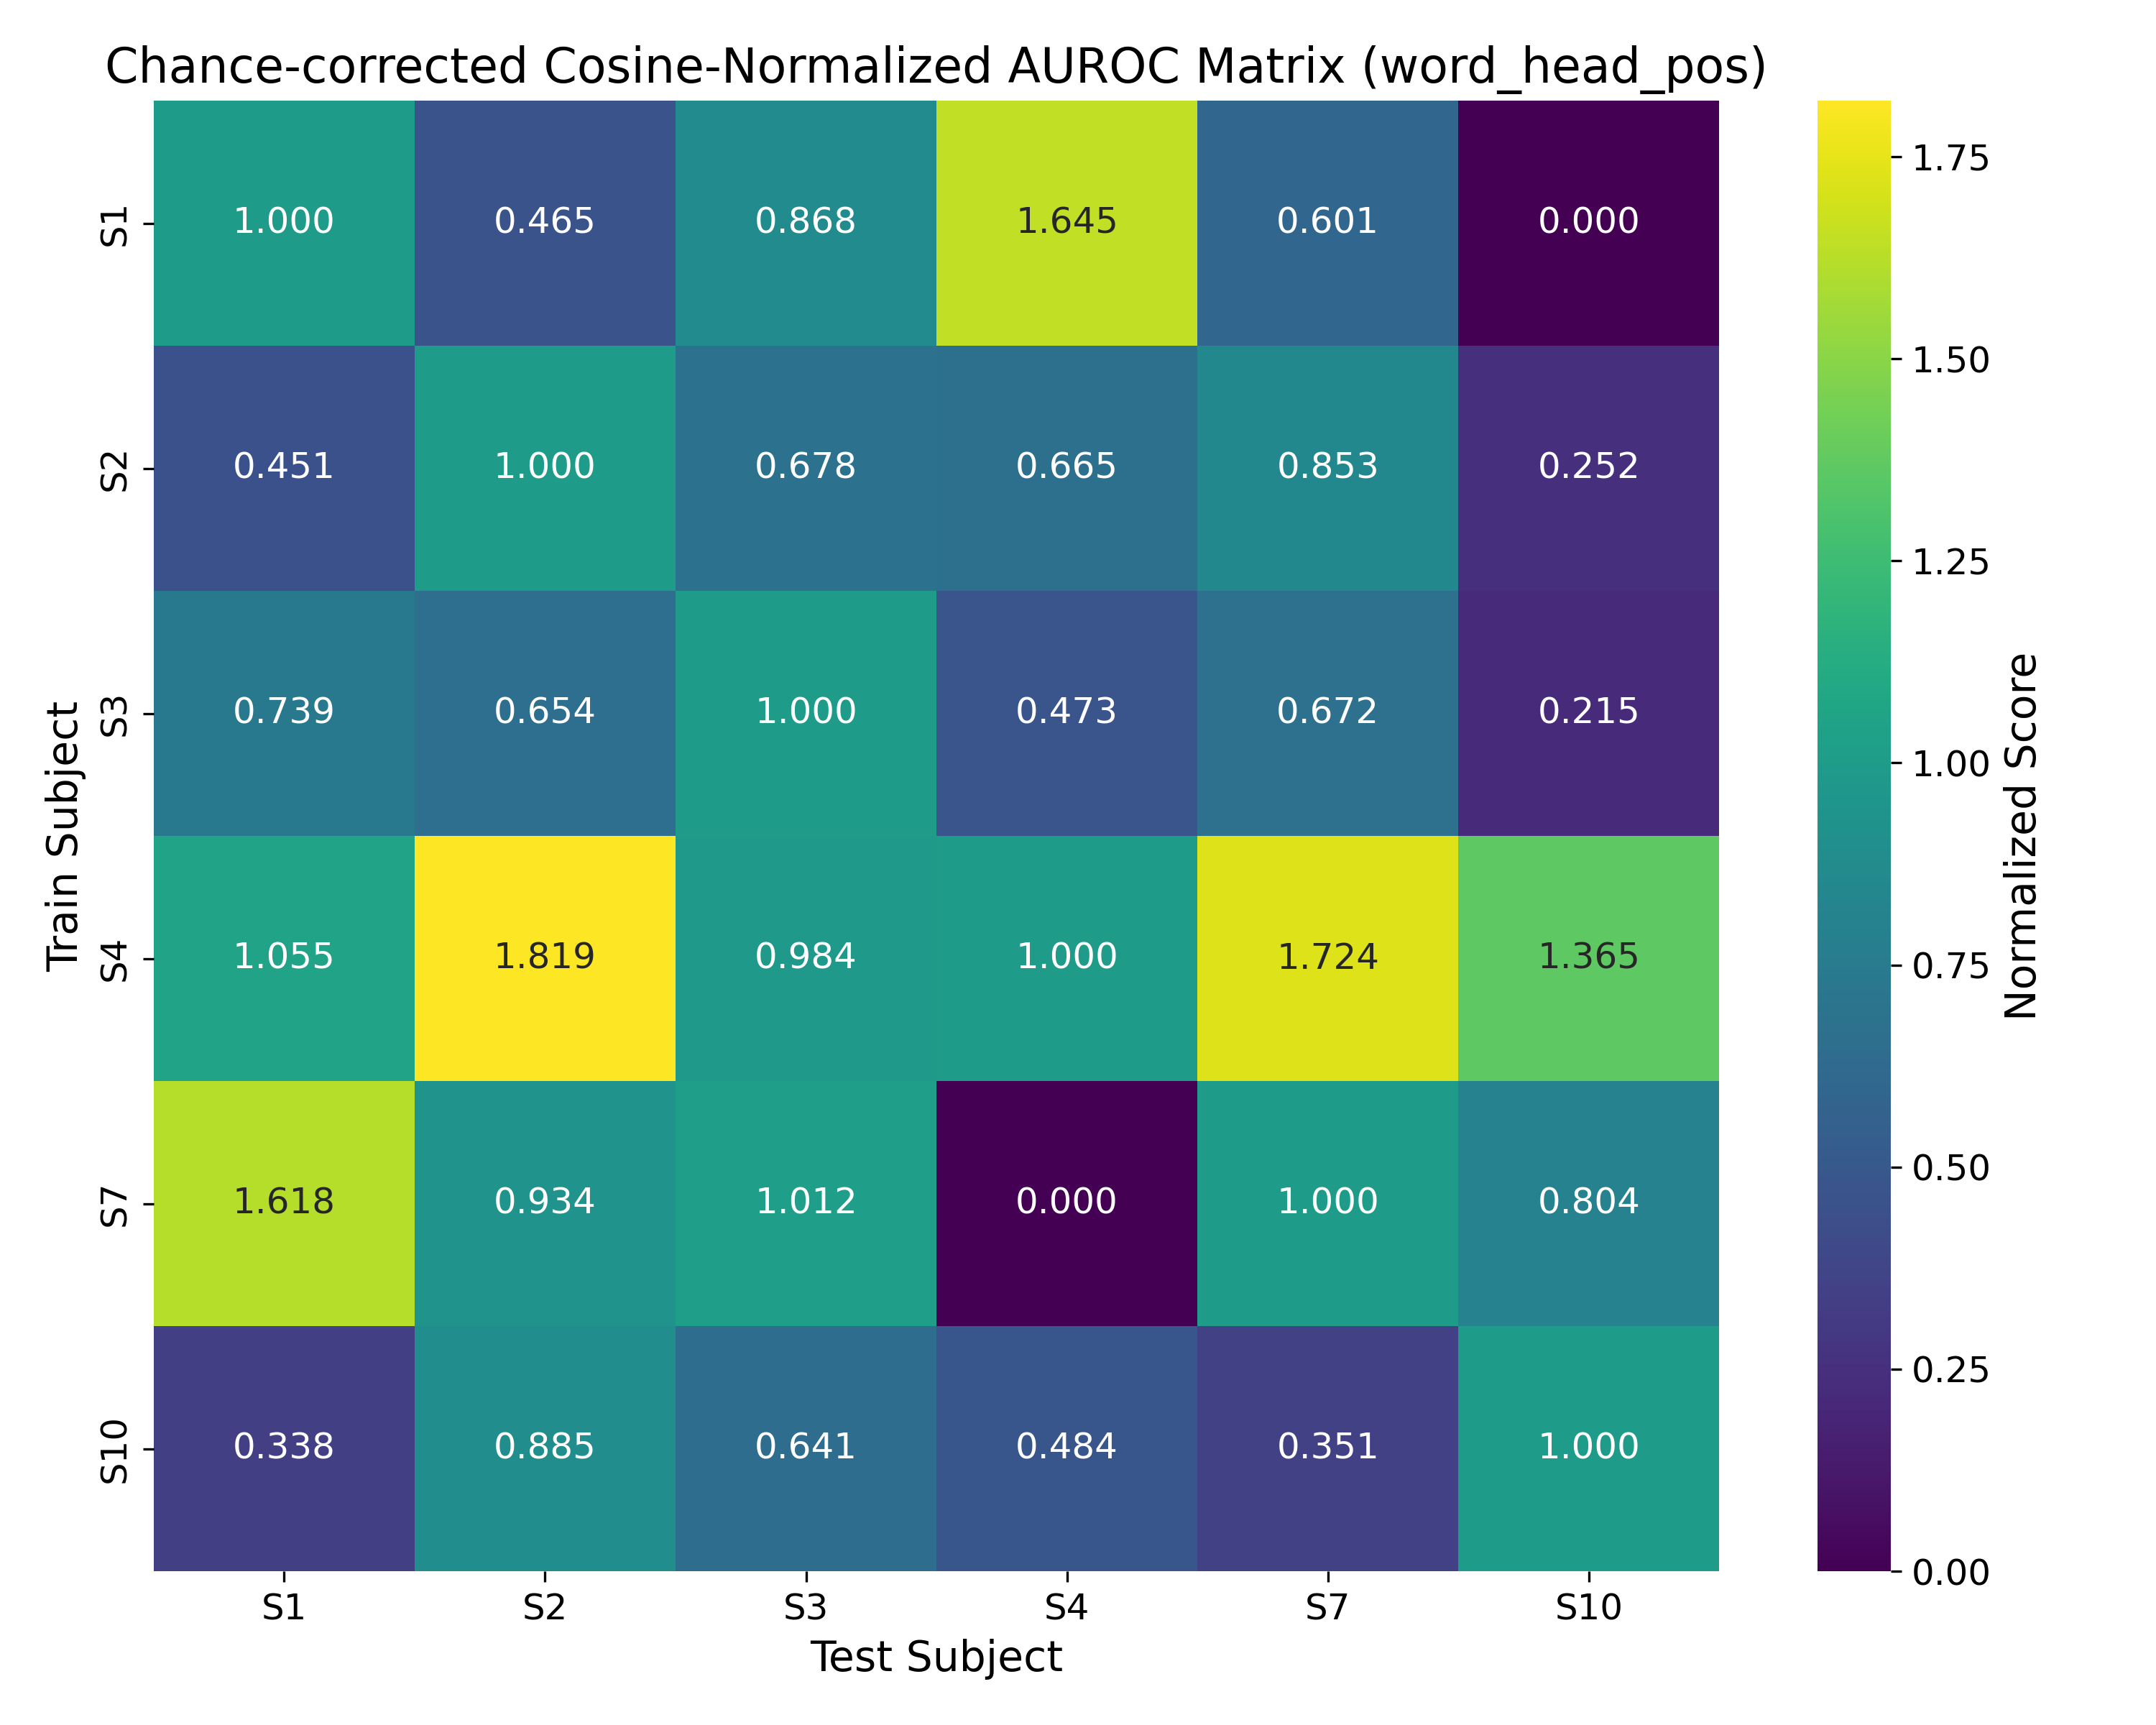 Chance-corrected Cosine-Normalized AUROC Matrix (word_head_pos)
Train Subject
S1 1.000 0.465 0.868 1.645 0.601 0.000
S2 0.451 1.000 0.678 0.665 0.853 0.252
S3 0.739 0.654 1.000 0.473 0.672 0.215
S4 1.055 1.819 0.984 1.000 1.724 1.365
S7 1.618 0.934 1.012 0.000 1.000 0.804
S10 0.338 0.885 0.641 0.484 0.351 1.000
S1 S2 S3 S4 S7 S10
Test Subject
1.75
1.50
1.25
1.00
0.75
0.50
0.25
0.00
Normalized Score